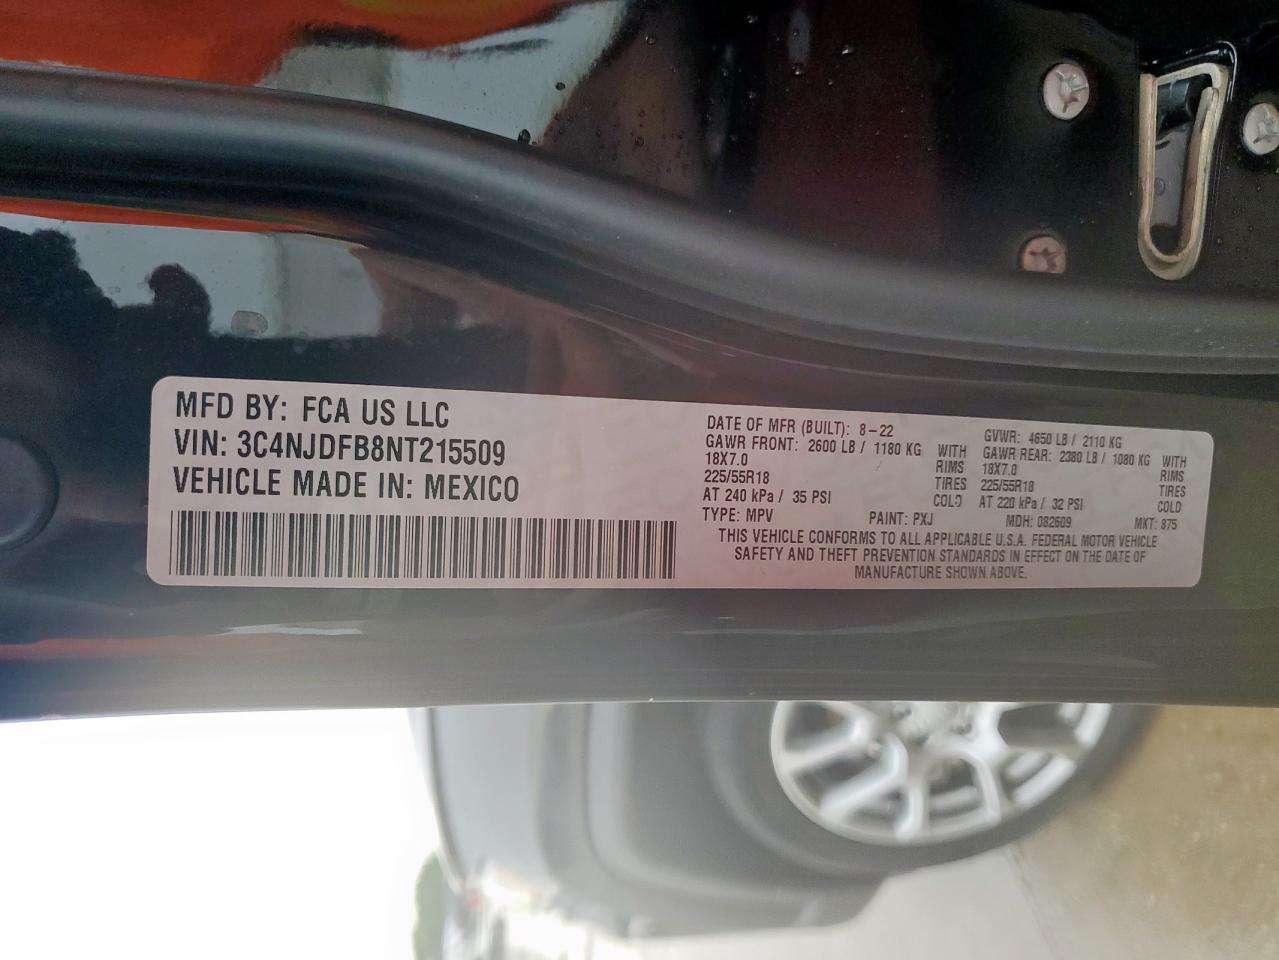 MFD BY: FCA US LLC
VIN: 3C4NJDFB8NT215509
VEHICLE MADE IN: MEXICO
DATE OF MFR (BUILT): 8-22 GVWR: 4650 LB / 2110 KG
GAWR FRONT: 2600 LB / 1180 KG WITH GAWR REAR: 2380 LB / 1080 KG WITH
18X7.0 RIMS 18X7.0 RIMS
225/55R18 TIRES 225/55R18 TIRES
AT 240 kPa / 35 PSI COLD AT 220 kPa / 32 PSI COLD
TYPE: MPV PAINT: PXJ MDH: 082609 MKT: 875
THIS VEHICLE CONFORMS TO ALL APPLICABLE U.S.A. FEDERAL MOTOR VEHICLE
SAFETY AND THEFT PREVENTION STANDARDS IN EFFECT ON THE DATE OF
MANUFACTURE SHOWN ABOVE.